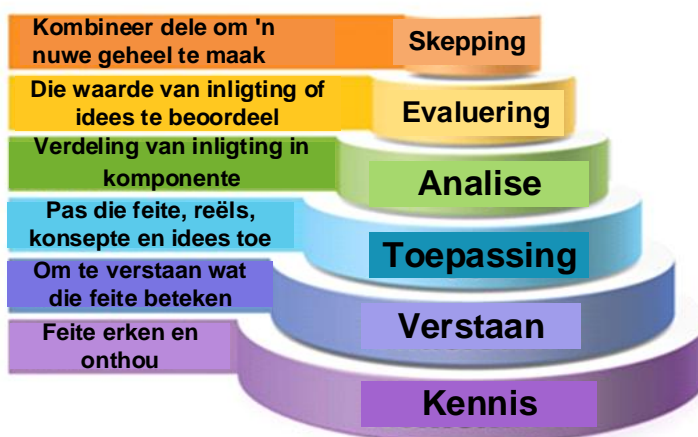 Kombineer dele om 'n
nuwe geheel te maak
Skepping
Die waarde van inligting of
idees te beoordeel
Evaluering
Verdeling van inligting in
komponente
Analise
Pas die feite, reëls,
konsepte en idees toe
Toepassing
Om te verstaan wat
die feite beteken
Verstaan
Feite erken en
onthou
Kennis